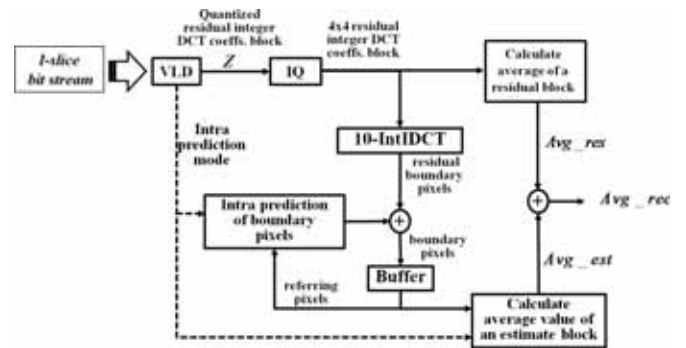 Quantized
residual integer
DCT coeffs. block
4x4 residual
integer DCT
coeffs. block
I-slice
bit stream
VLD
Z
IQ
Calculate
average of a
residual block
Intra
prediction
mode
10-IntIDCT
Avg_res
residual
boundary
pixels
Intra prediction
of boundary
pixels
+
+
Avg_rec
boundary
pixels
Buffer
Avg_est
referring
pixels
Calculate
average value of
an estimate block